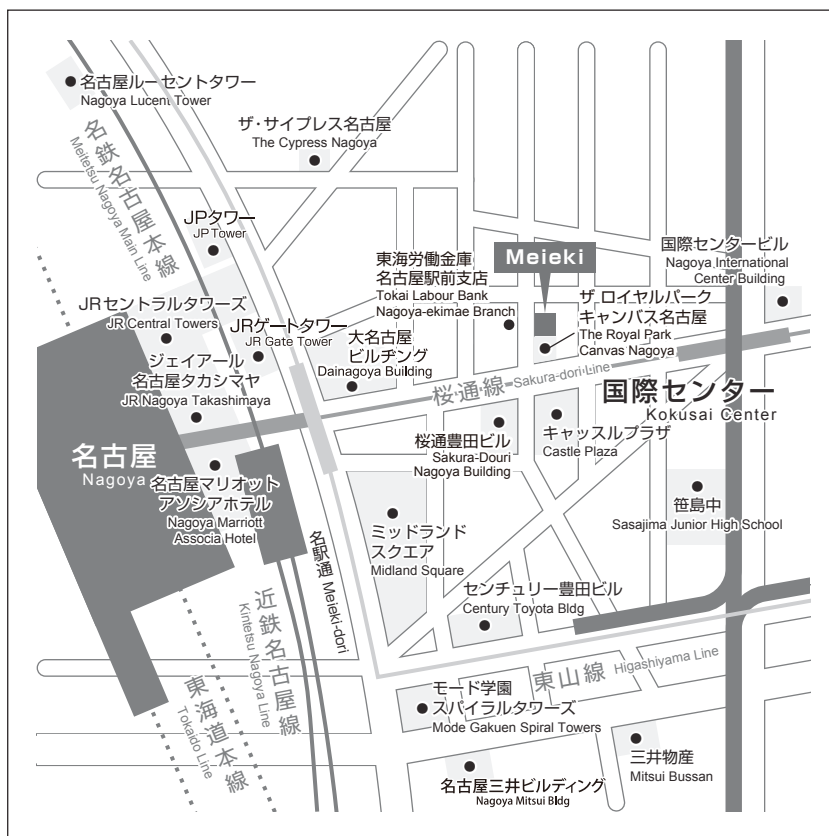 名古屋ルーセントタワー
Nagoya Lucent Tower
ザ・サイプレス名古屋
The Cypress Nagoya
名鉄名古屋本線
Meitetsu Nagoya Main Line
JPタワー
JP Tower
JRセントラルタワーズ
JR Central Towers
JRゲートタワー
JR Gate Tower
ジェイアール
名古屋タカシマヤ
JR Nagoya Takashimaya
大名古屋
ビルヂング
Dainagoya Building
東海労働金庫
名古屋駅前支店
Tokai Labour Bank
Nagoya-ekimae Branch
Meieki
国際センタービル
Nagoya International
Center Building
ザ ロイヤルパーク
キャンバス名古屋
The Royal Park
Canvas Nagoya
桜通線 Sakura-dori Line
国際センター
Kokusai Center
名古屋
Nagoya
名古屋マリオット
アソシアホテル
Nagoya Marriott
Associa Hotel
桜通豊田ビル
Sakura-Douri
Nagoya Building
キャッスルプラザ
Castle Plaza
笹島中
Sasajima Junior High School
ミッドランド
スクエア
Midland Square
名駅通 Meieki-dori
センチュリー豊田ビル
Century Toyota Bldg
近鉄名古屋線
Kintetsu Nagoya Line
東海道本線
Tokaido Line
東山線 Higashiyama Line
モード学園
スパイラルタワーズ
Mode Gakuen Spiral Towers
三井物産
Mitsui Bussan
名古屋三井ビルディング
Nagoya Mitsui Bldg